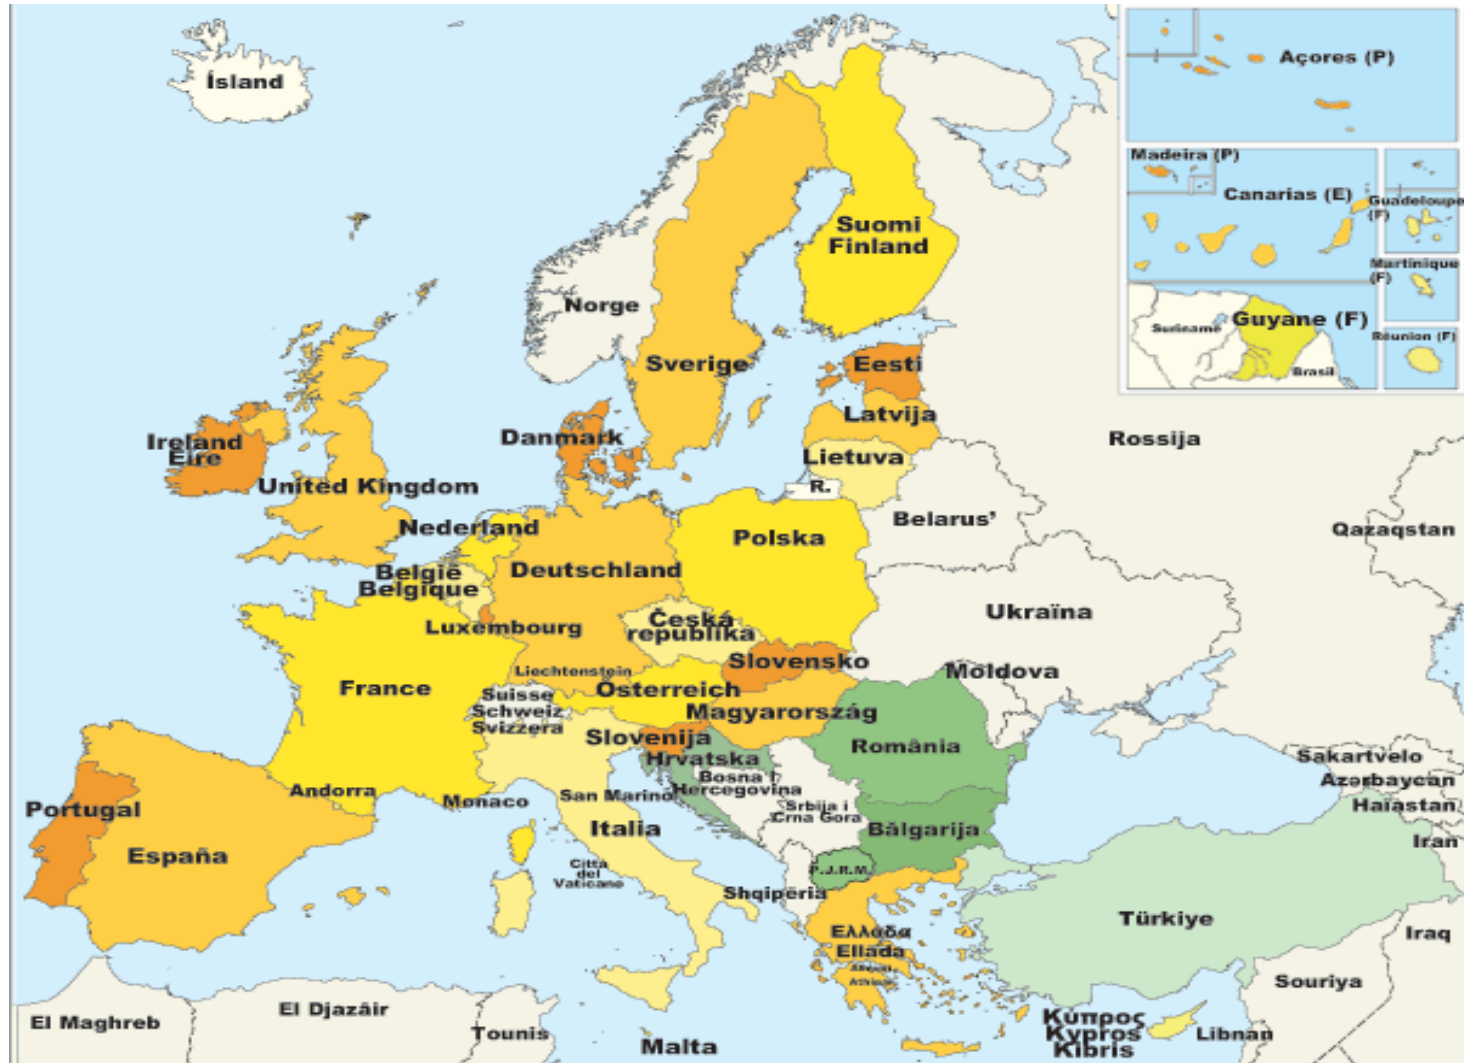 Ísland
Açores (P)
Madeira (P)
Canarias (E)
Guadeloupe
(F)
Martinique
(F)
Suriname
Guyane (F)
Brasil
Réunion (F)
Suomi
Finland
Norge
Sverige
Eesti
Latvija
Lietuva
R.
Rossija
Danmark
Ireland
Eire
United Kingdom
Nederland
België
Belgique
Deutschland
Polska
Belarus’
Qazaqstan
Luxembourg
Česká
republika
Ukraïna
Liechtenstein
Slovensko
Moldova
France
Suisse
Schweiz
Svizzera
Österreich
Magyarország
Slovenija
Hrvatska
România
Bosna i
Hercegovina
Srbija i
Crna Gora
Sakartvelo
Azərbaycan
Haïastan
Iran
Andorra
Monaco
San Marino
Portugal
España
Italia
Bălgarija
Città
del
Vaticano
P.J.R.M.
Shqipëria
Türkiye
Ελλάδα
Ellada
Iraq
Souriya
El Maghreb
El Djazâir
Tounis
Malta
Κύπρος
Kypros
Kibris
Libnan